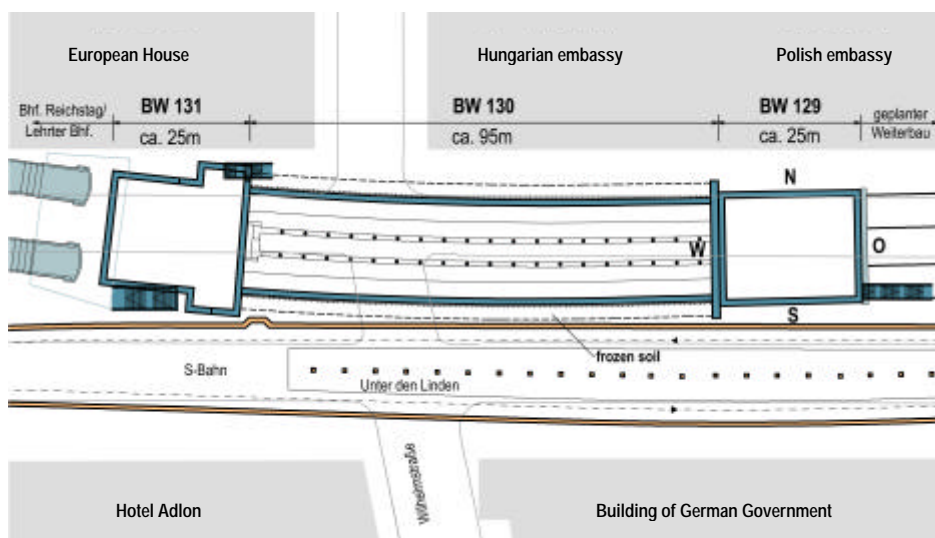 European House
Hungarian embassy
Polish embassy
Bhf. Reichstag/
Lehrter Bhf.
BW 131
ca. 25m
BW 130
ca. 95m
BW 129
ca. 25m
geplanter
Weiterbau
N
W
O
S
frozen soil
S-Bahn
Unter den Linden
Wilhelmstraße
Hotel Adlon
Building of German Government